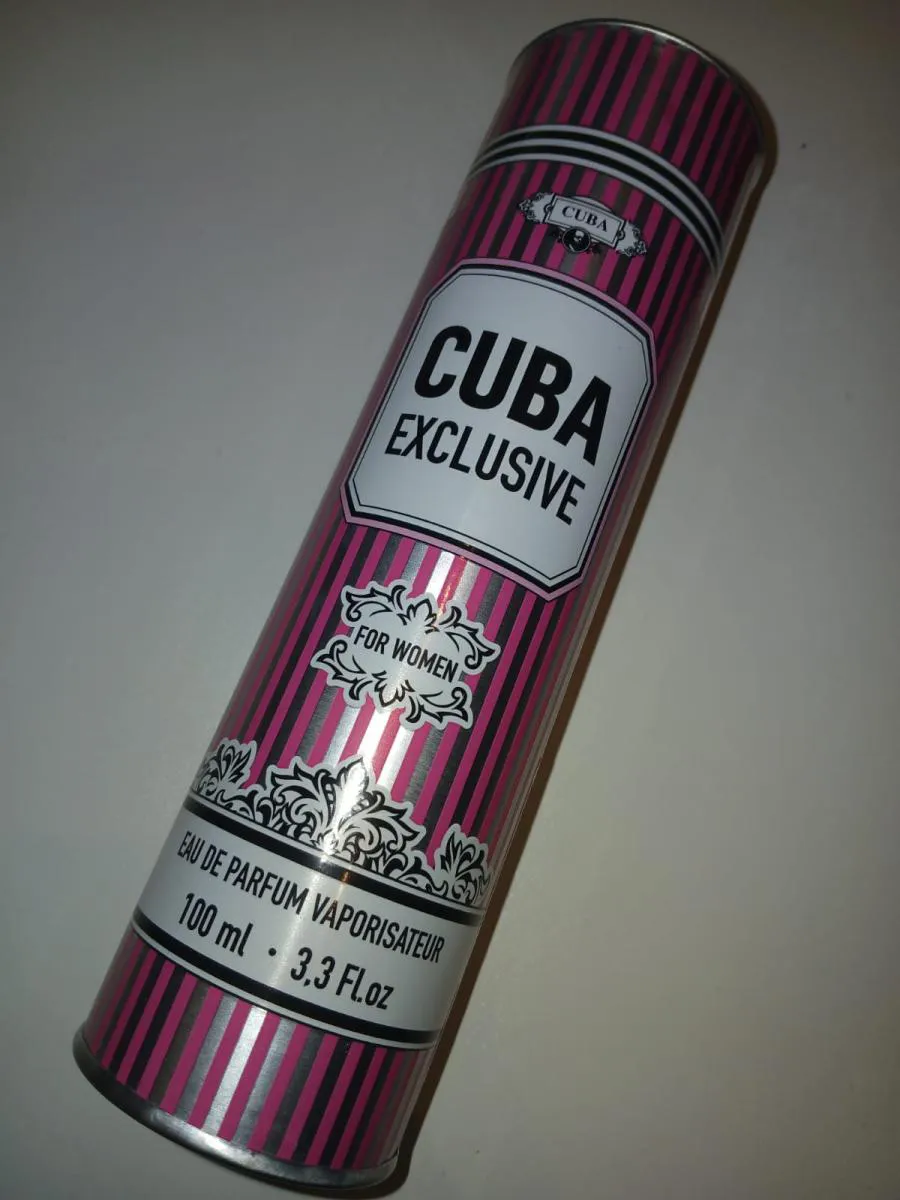 CUBA
CUBA
EXCLUSIVE
FOR WOMEN
EAU DE PARFUM VAPORISATEUR
100 ml • 3,3 Fl.oz